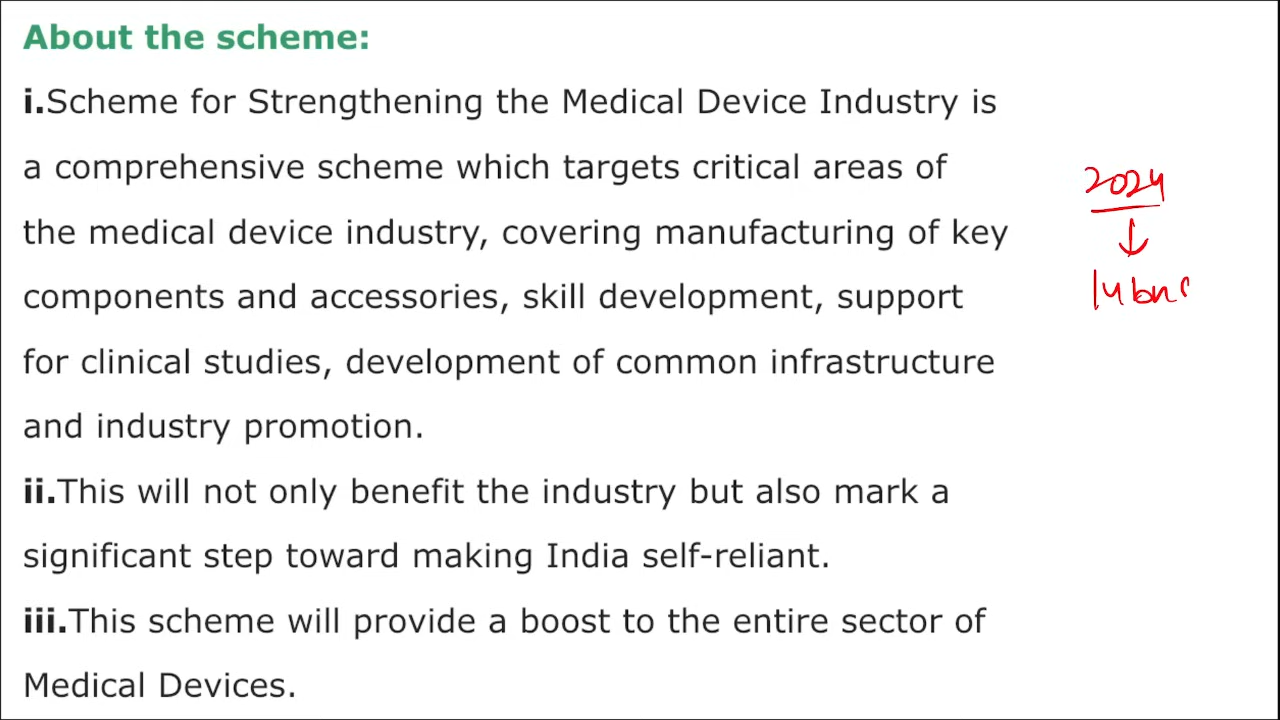 About the scheme:
i.Scheme for Strengthening the Medical Device Industry is
a comprehensive scheme which targets critical areas of
the medical device industry, covering manufacturing of key
components and accessories, skill development, support
for clinical studies, development of common infrastructure
and industry promotion.
ii.This will not only benefit the industry but also mark a
significant step toward making India self-reliant.
iii.This scheme will provide a boost to the entire sector of
Medical Devices.
2024
14 bn